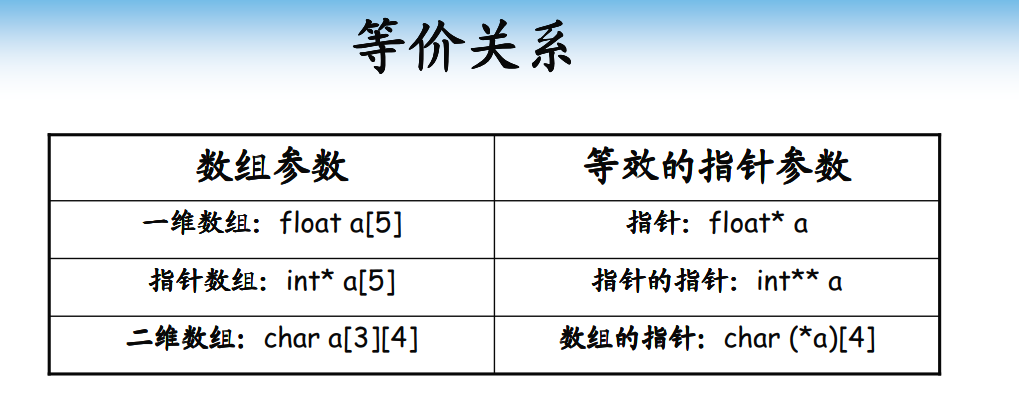 等价关系
数组参数 等效的指针参数
一维数组：float a[5] 指针：float* a
指针数组：int* a[5] 指针的指针：int** a
二维数组：char a[3][4] 数组的指针：char (*a)[4]